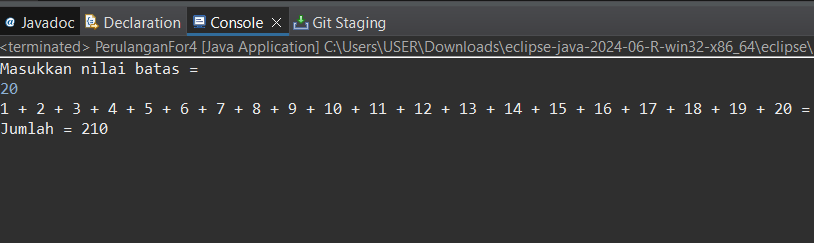 @ Javadoc Declaration Console Git Staging
<terminated> PerulanganFor4 [Java Application] C:\Users\USER\Downloads\eclipse-java-2024-06-R-win32-x86_64\eclipse\
Masukkan nilai batas =
20
1 + 2 + 3 + 4 + 5 + 6 + 7 + 8 + 9 + 10 + 11 + 12 + 13 + 14 + 15 + 16 + 17 + 18 + 19 + 20 =
Jumlah = 210